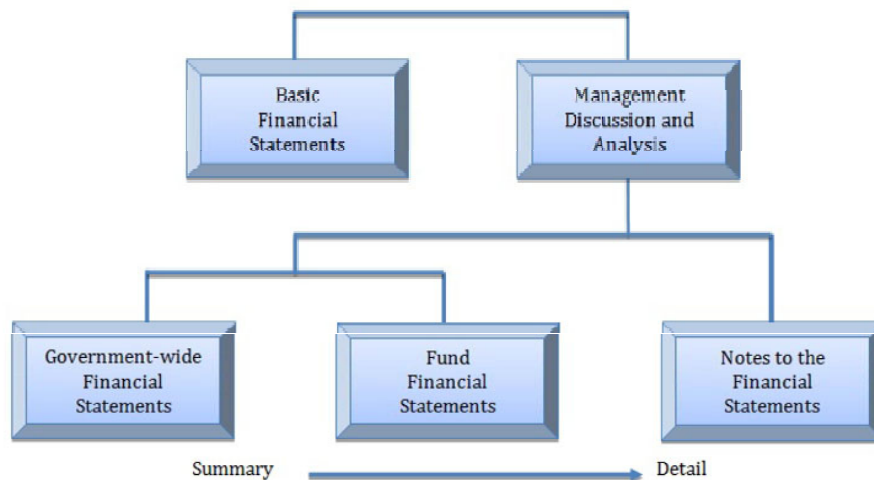 Basic
Financial
Statements
Management
Discussion and
Analysis
Government-wide
Financial
Statements
Fund
Financial
Statements
Notes to the
Financial
Statements
Summary
Detail